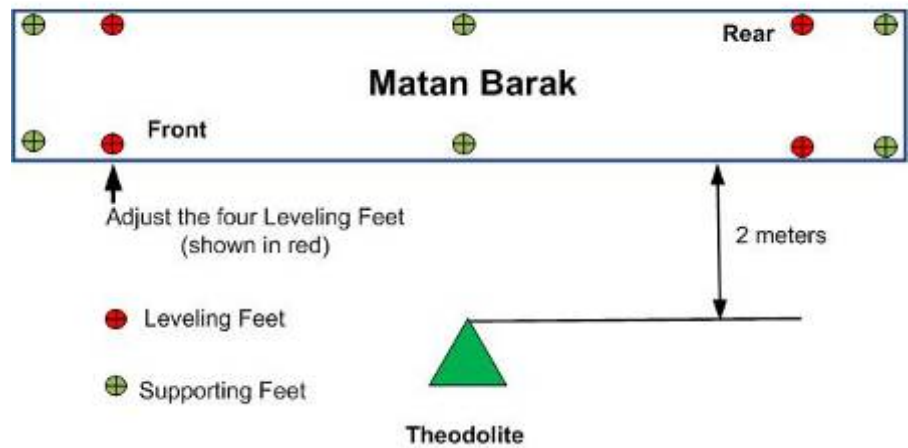 Rear
Matan Barak
Front
Adjust the four Leveling Feet
(shown in red)
2 meters
Leveling Feet
Supporting Feet
Theodolite